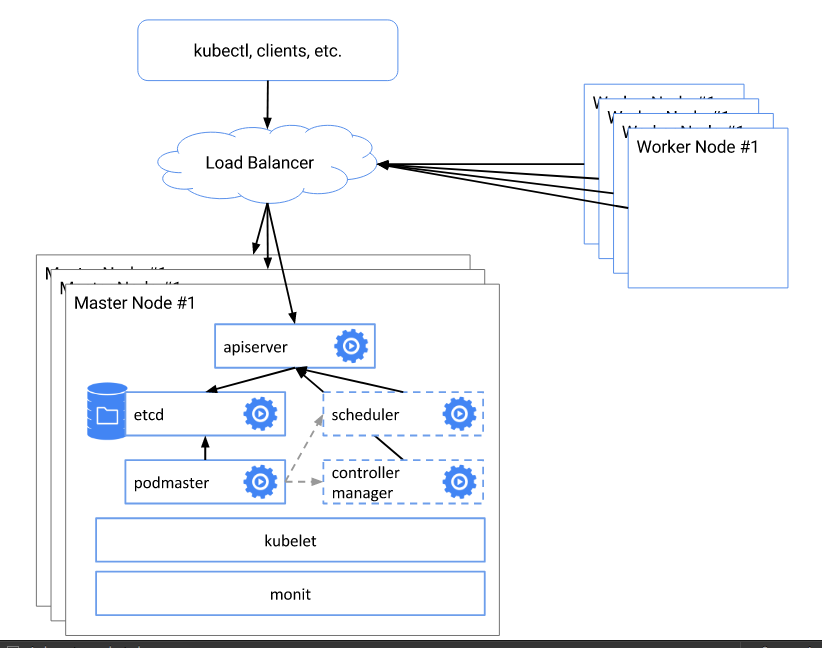 kubectl, clients, etc.
Load Balancer
Worker Node #1
Master Node #1
apiserver
etcd
scheduler
podmaster
controller
manager
kubelet
monit